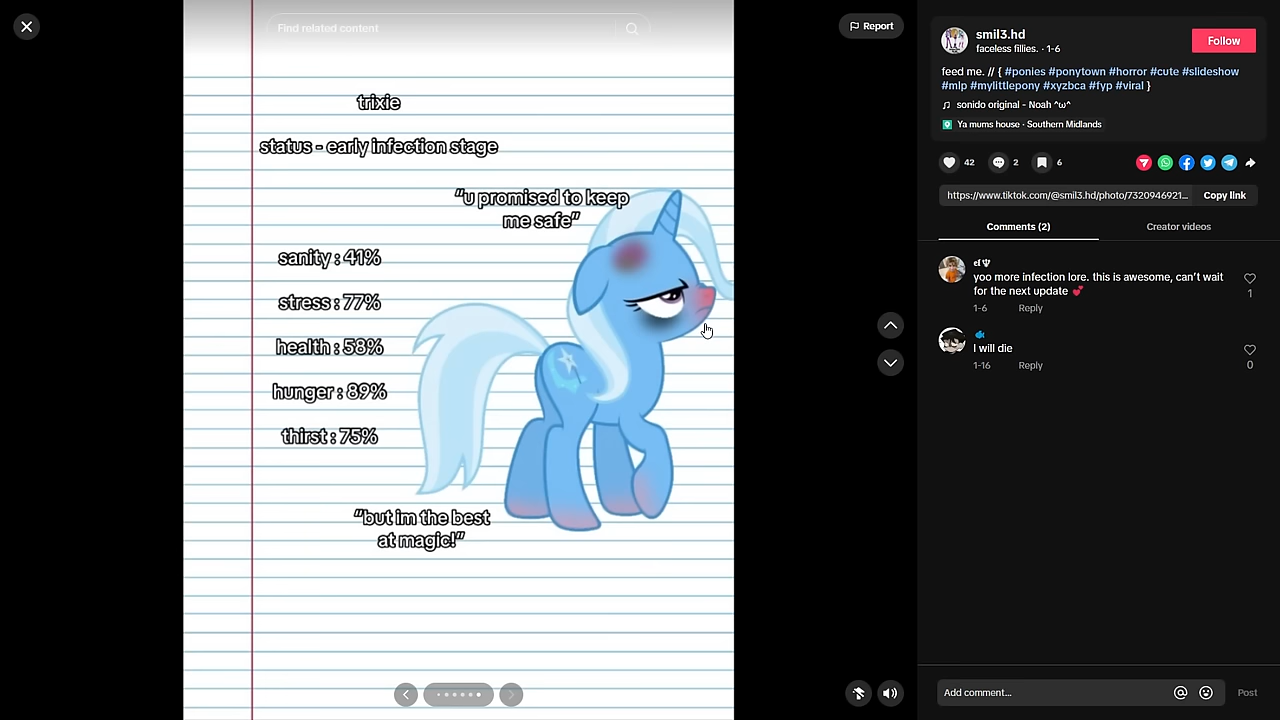 Find related content
Report
trixie
status - early infection stage
“u promised to keep
me safe”
sanity : 41%
stress : 77%
health : 58%
hunger : 89%
thirst : 75%
“but im the best
at magic!”
smil3.hd
faceless fillies. · 1-6
Follow
feed me. // { #ponies #ponytown #horror #cute #slideshow
#mlp #mylittlepony #xyzbca #fyp #viral }
sonido original - Noah ^ω^
Ya mums house · Southern Midlands
42
2
6
https://www.tiktok.com/@smil3.hd/photo/7320946921...
Copy link
Comments (2)
Creator videos
yoo more infection lore. this is awesome, can’t wait
for the next update 💕
1
1-6
Reply
I will die
1-16
Reply
0
Add comment...
Post